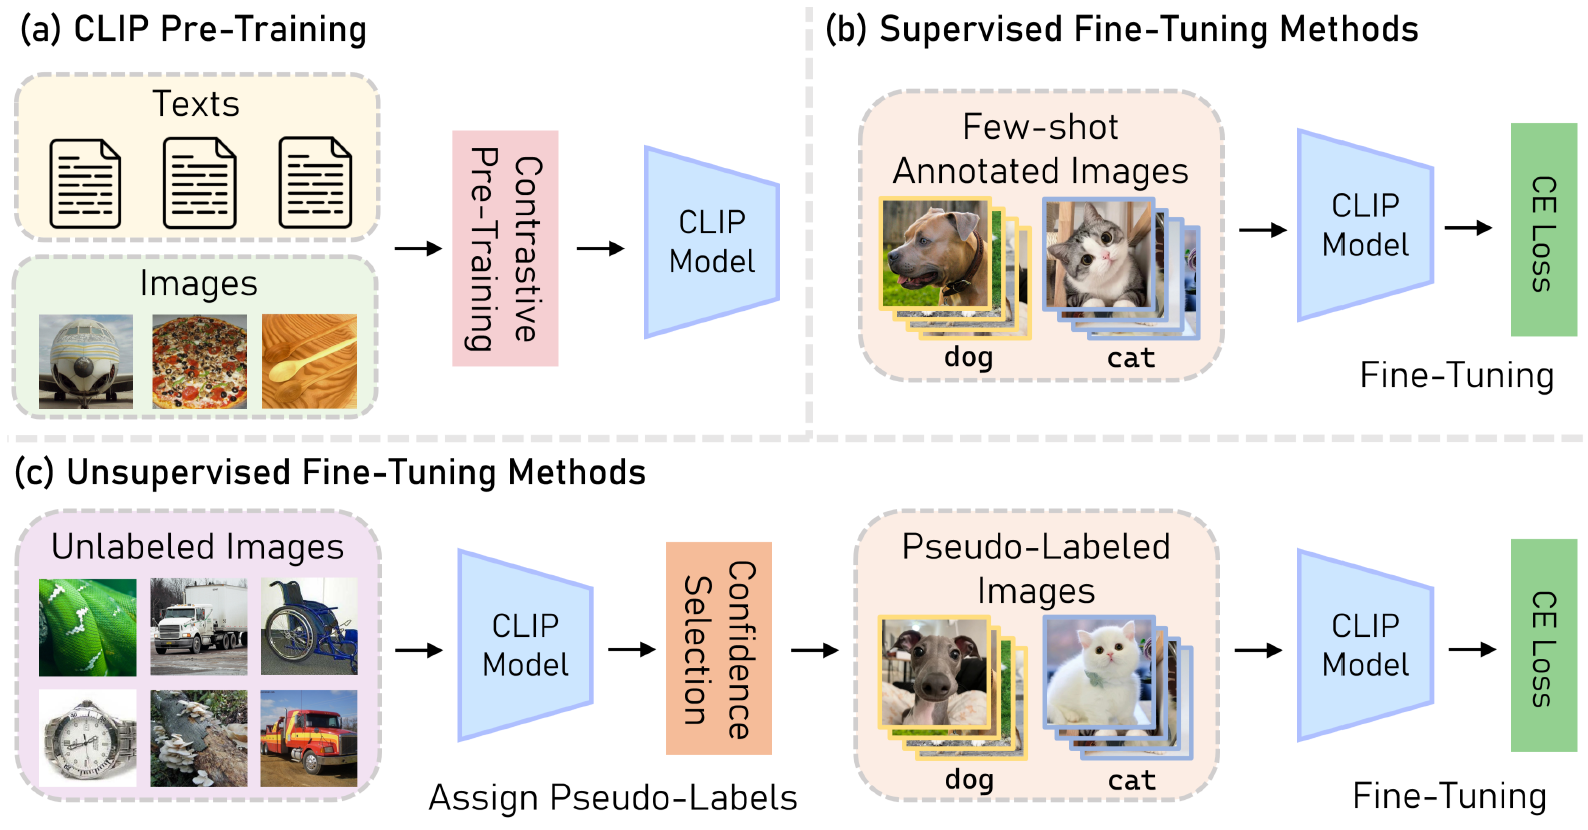 (a) CLIP Pre-Training
Texts
Images
Contrastive
Pre-Training
CLIP
Model
(b) Supervised Fine-Tuning Methods
Few-shot
Annotated Images
dog
cat
CLIP
Model
CE Loss
Fine-Tuning
(c) Unsupervised Fine-Tuning Methods
Unlabeled Images
CLIP
Model
Confidence
Selection
Assign Pseudo-Labels
Pseudo-Labeled
Images
dog
cat
CLIP
Model
CE Loss
Fine-Tuning